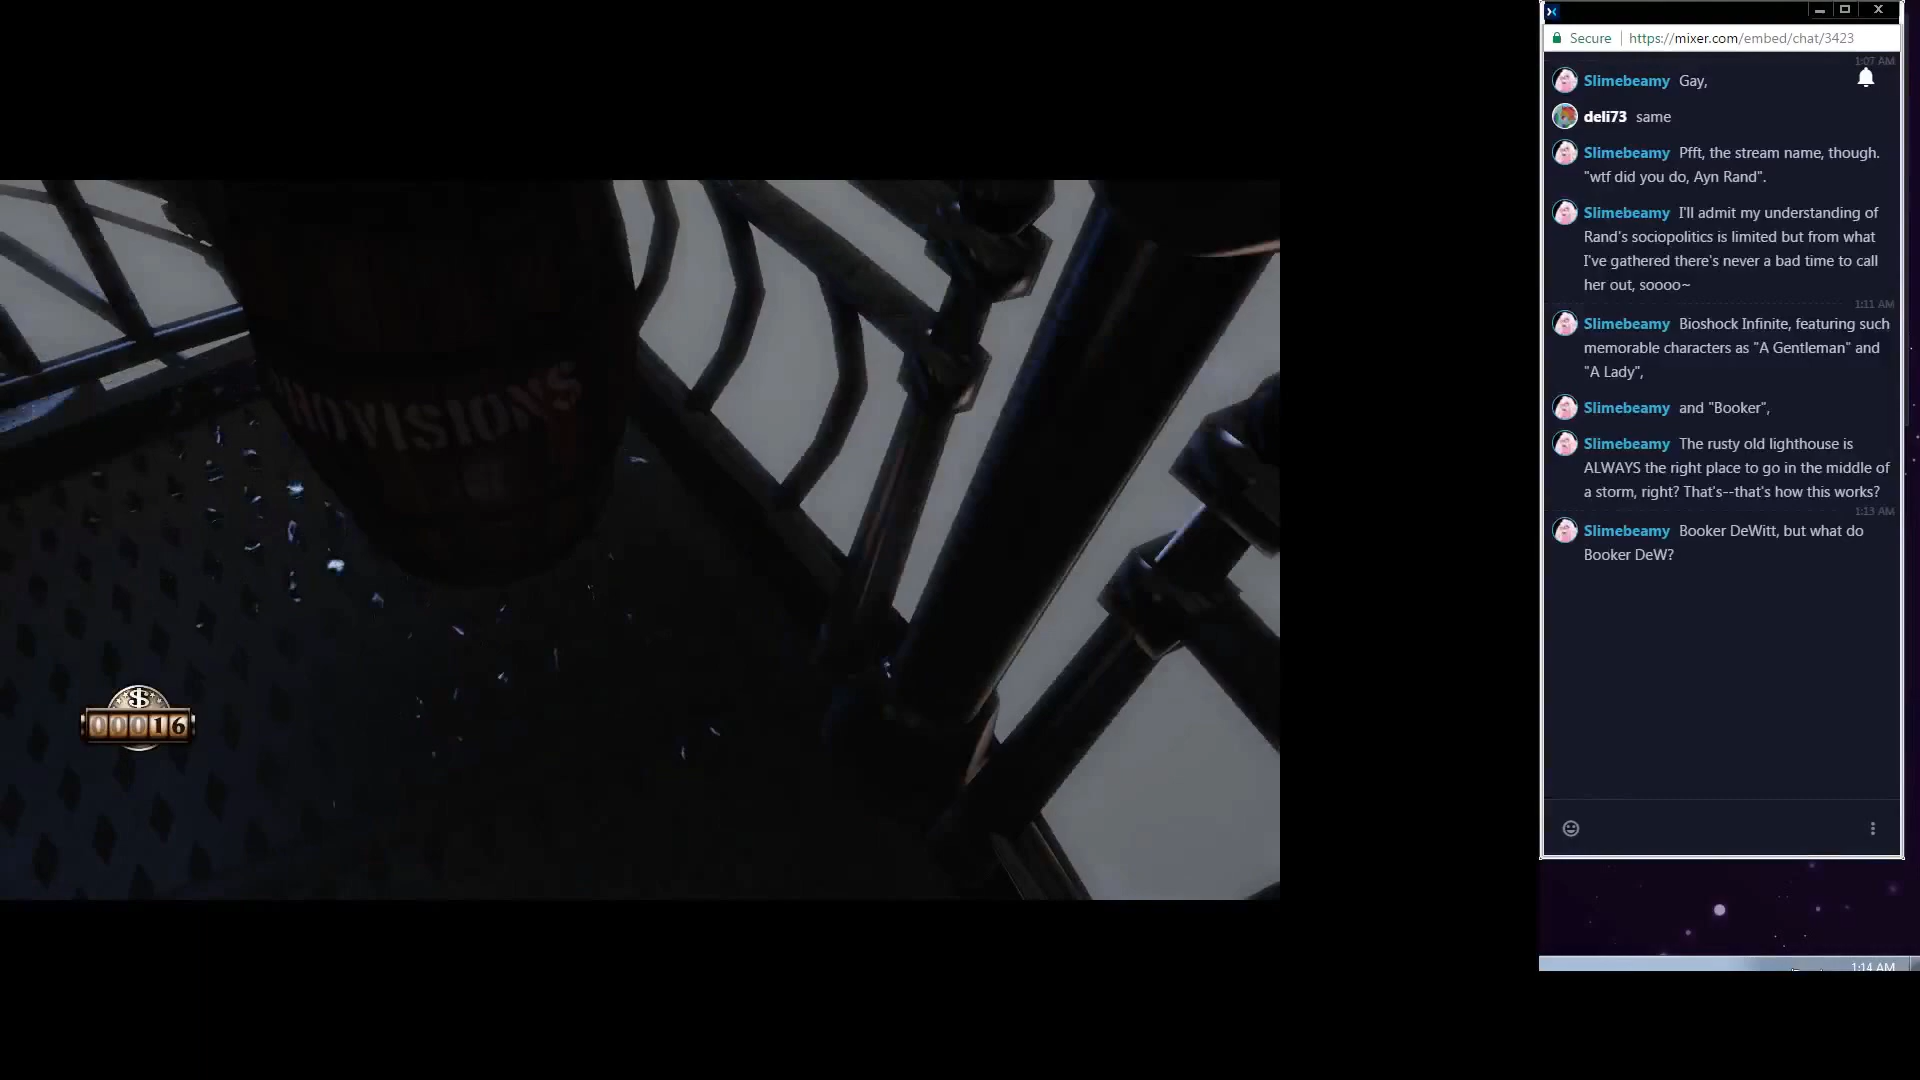 Secure
https://mixer.com/embed/chat/3423
1:07 AM
Slimebeamy Gay,
deli73 same
Slimebeamy Pfft, the stream name, though.
"wtf did you do, Ayn Rand".
Slimebeamy I'll admit my understanding of
Rand's sociopolitics is limited but from what
I've gathered there's never a bad time to call
her out, soooo~
1:11 AM
Slimebeamy Bioshock Infinite, featuring such
memorable characters as "A Gentleman" and
"A Lady",
Slimebeamy and "Booker",
Slimebeamy The rusty old lighthouse is
ALWAYS the right place to go in the middle of
a storm, right? That's--that's how this works?
1:13 AM
Slimebeamy Booker DeWitt, but what do
Booker DeW?
1:14 AM
ROVISIONS
$
00016